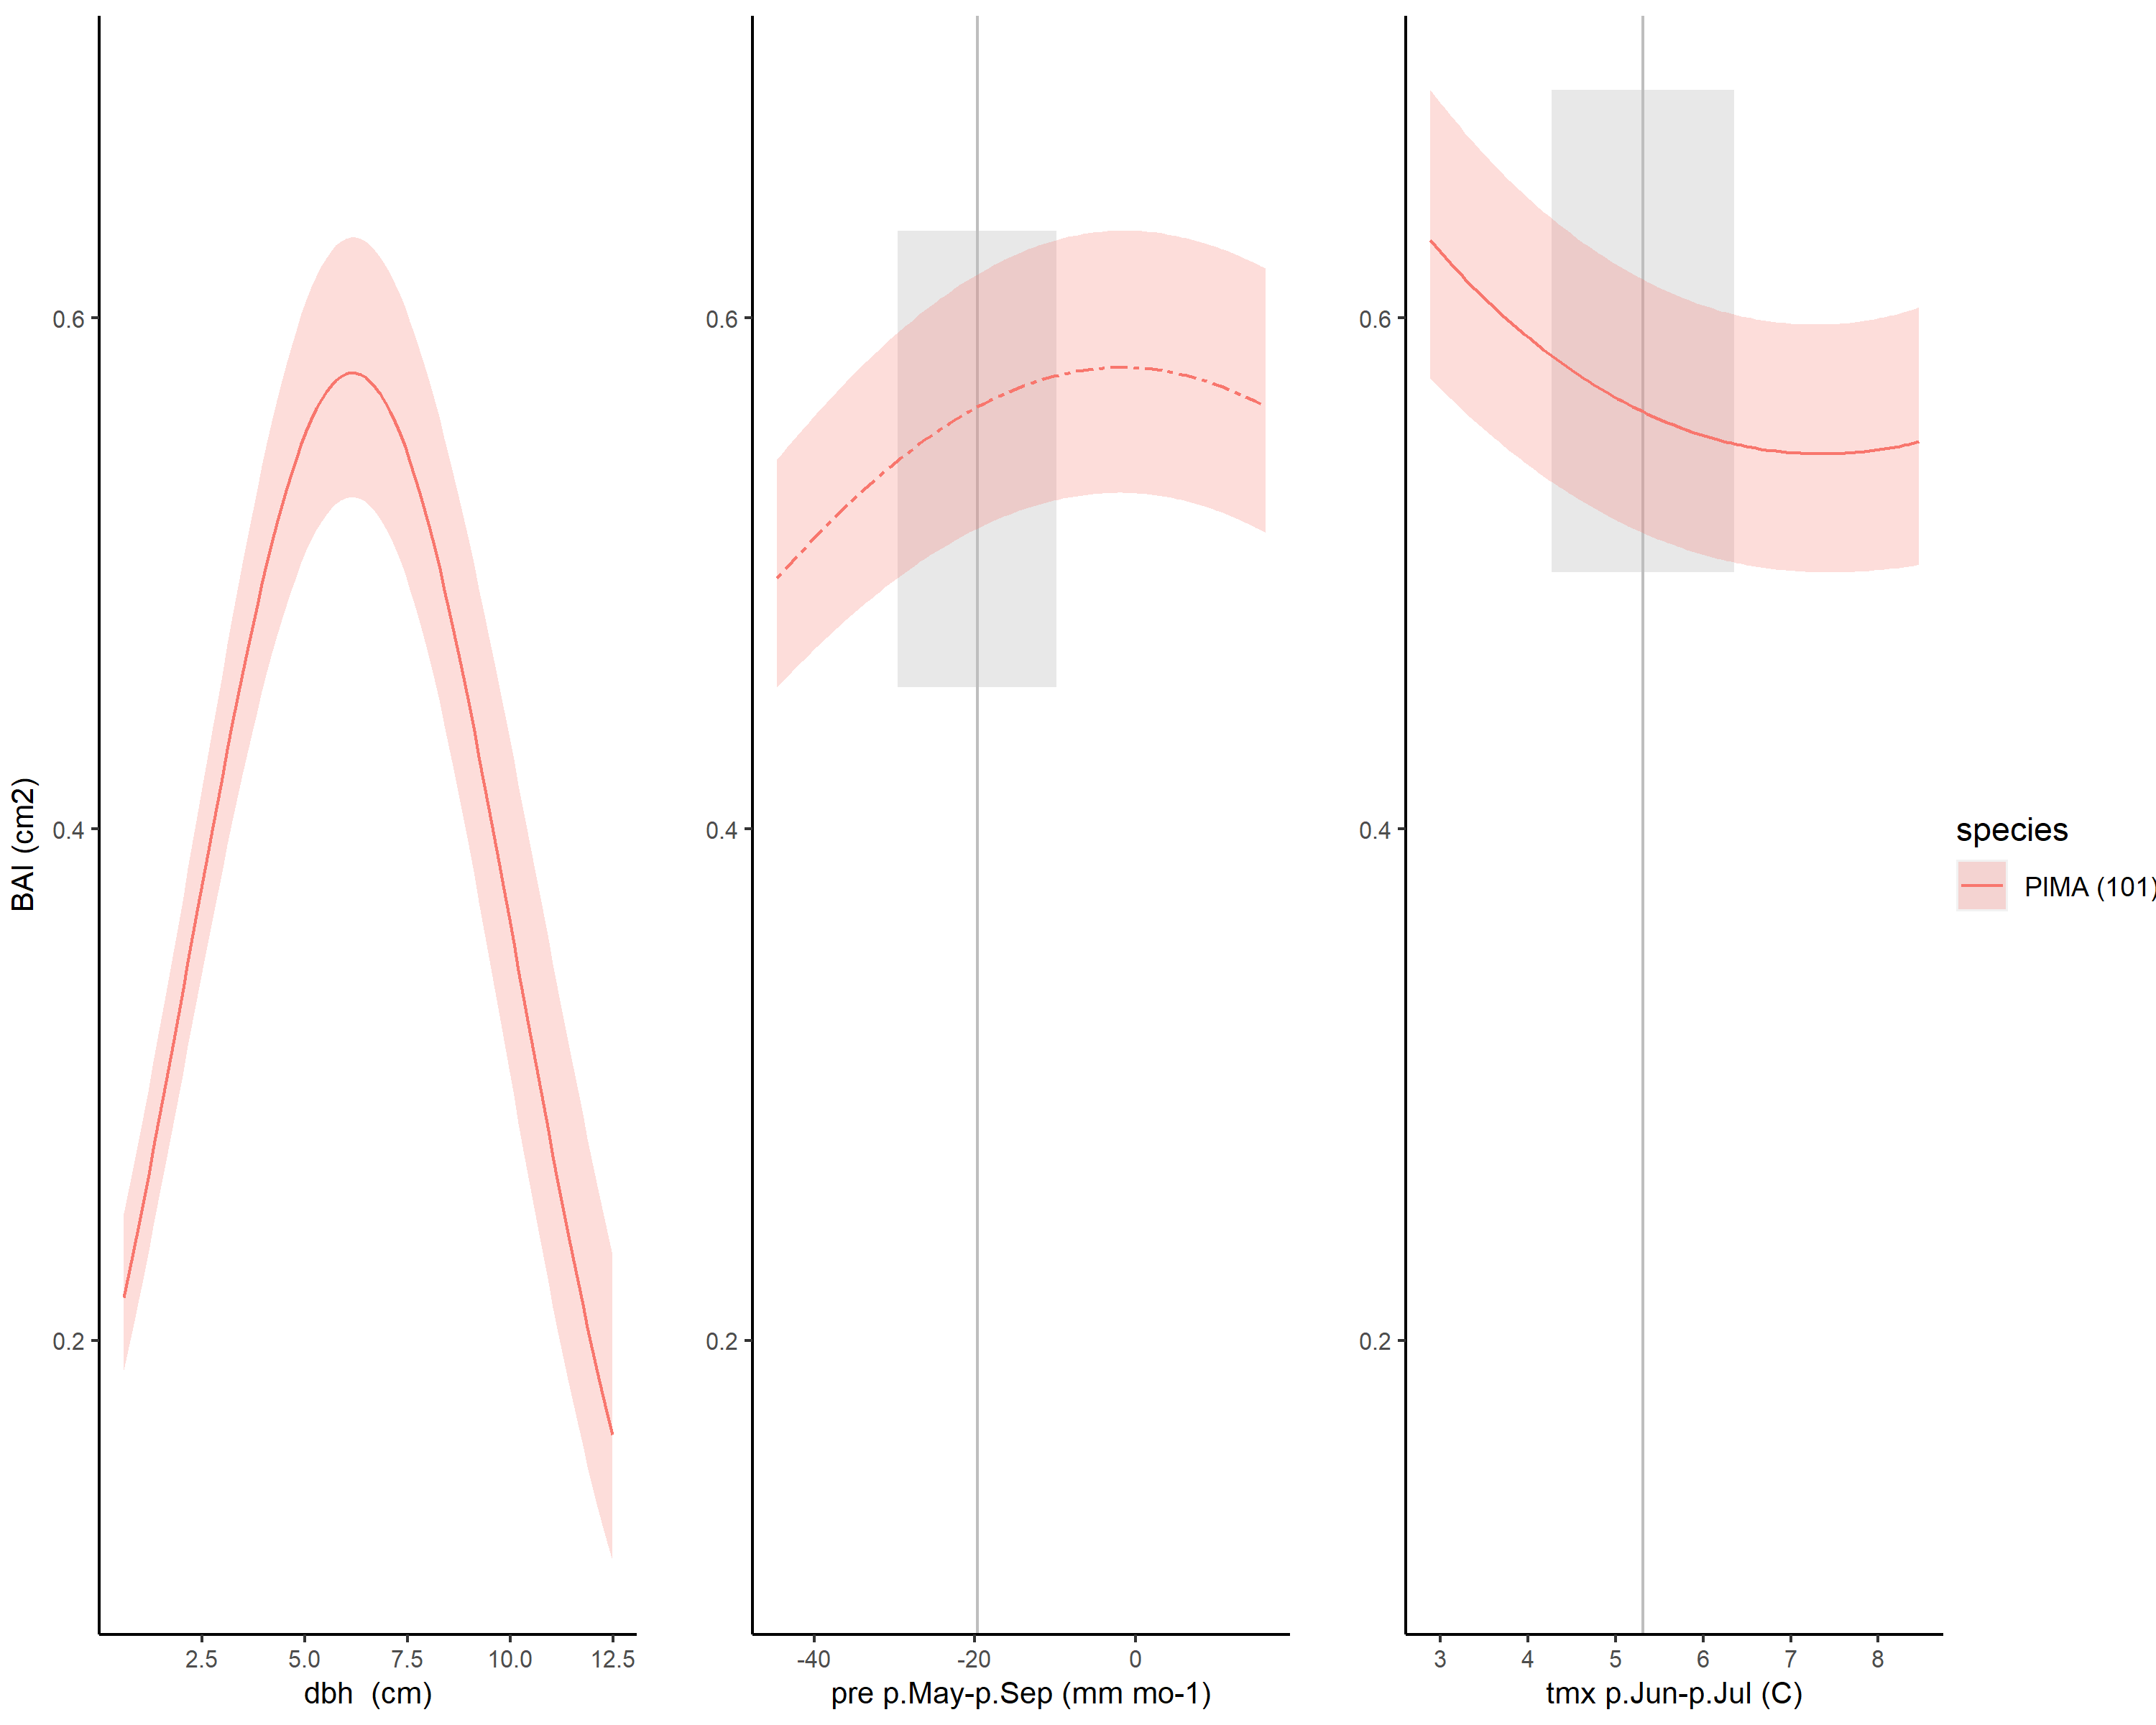 BAI (cm2)
0.6
0.4
0.2
2.5 5.0 7.5 10.0 12.5
dbh  (cm)
0.6
0.4
0.2
-40 -20 0
pre p.May-p.Sep (mm mo-1)
0.6
0.4
0.2
3 4 5 6 7 8
tmx p.Jun-p.Jul (C)
species
PIMA (101)